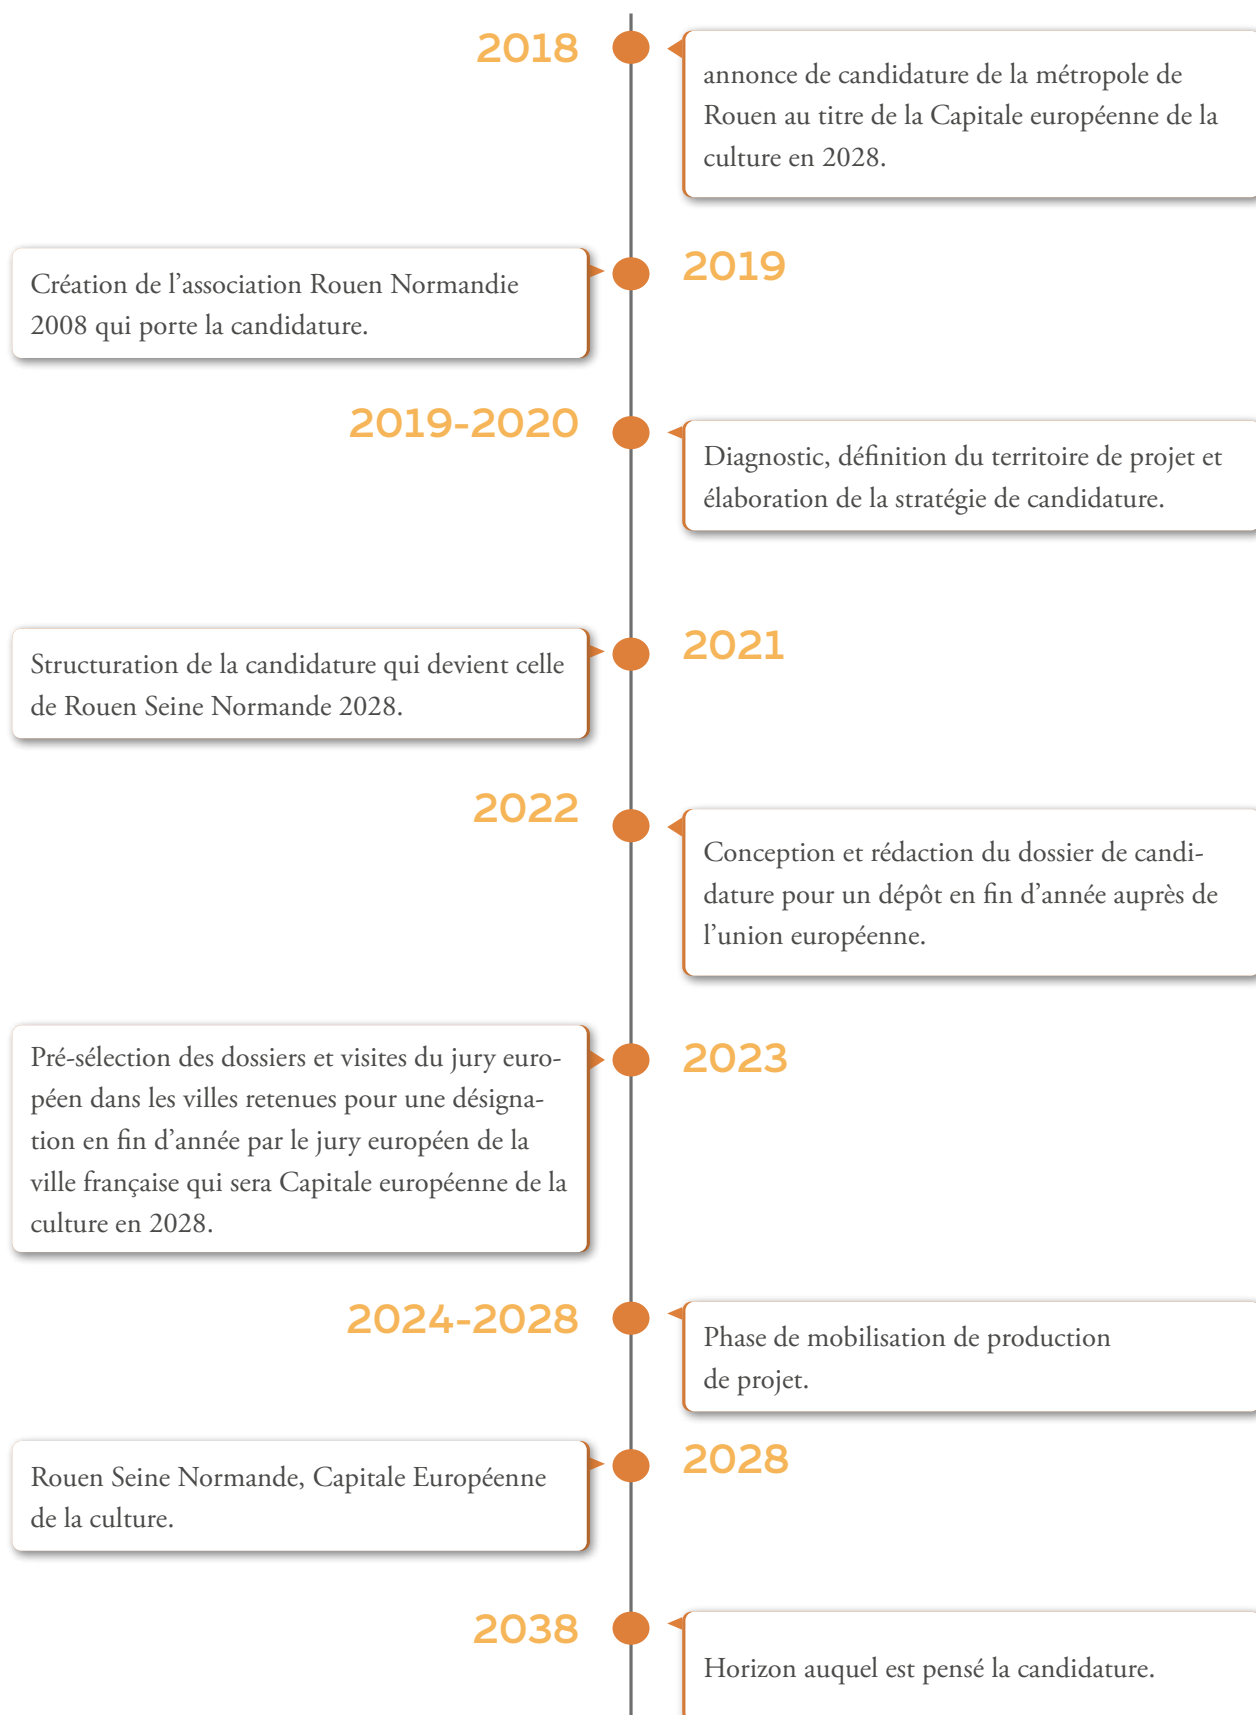 2018
annonce de candidature de la métropole de
Rouen au titre de la Capitale européenne de la
culture en 2028.
2019
Création de l’association Rouen Normandie
2008 qui porte la candidature.
2019-2020
Diagnostic, définition du territoire de projet et
élaboration de la stratégie de candidature.
2021
Structuration de la candidature qui devient celle
de Rouen Seine Normande 2028.
2022
Conception et rédaction du dossier de candi-
dature pour un dépôt en fin d’année auprès de
l’union européenne.
2023
Pré-sélection des dossiers et visites du jury euro-
péen dans les villes retenues pour une désigna-
tion en fin d’année par le jury européen de la
ville française qui sera Capitale européenne de la
culture en 2028.
2024-2028
Phase de mobilisation de production
de projet.
2028
Rouen Seine Normande, Capitale Européenne
de la culture.
2038
Horizon auquel est pensé la candidature.